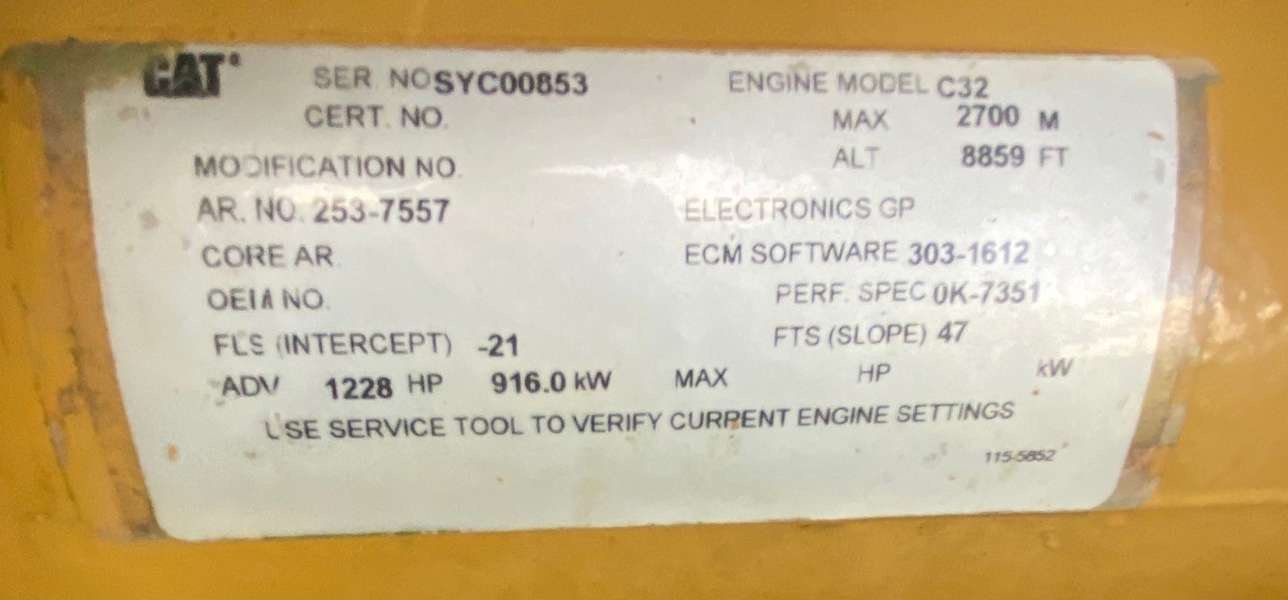 CAT® SER NO SYC00853 ENGINE MODEL C32
CERT. NO. MAX 2700 M
MODIFICATION NO. ALT 8859 FT
AR. NO. 253-7557 ELECTRONICS GP
CORE AR ECM SOFTWARE 303-1612
OEM NO. PERF. SPEC 0K-7351
FLS (INTERCEPT) -21 FTS (SLOPE) 47
ADV 1228 HP 916.0 kW MAX HP kW
USE SERVICE TOOL TO VERIFY CURRENT ENGINE SETTINGS
115-5852